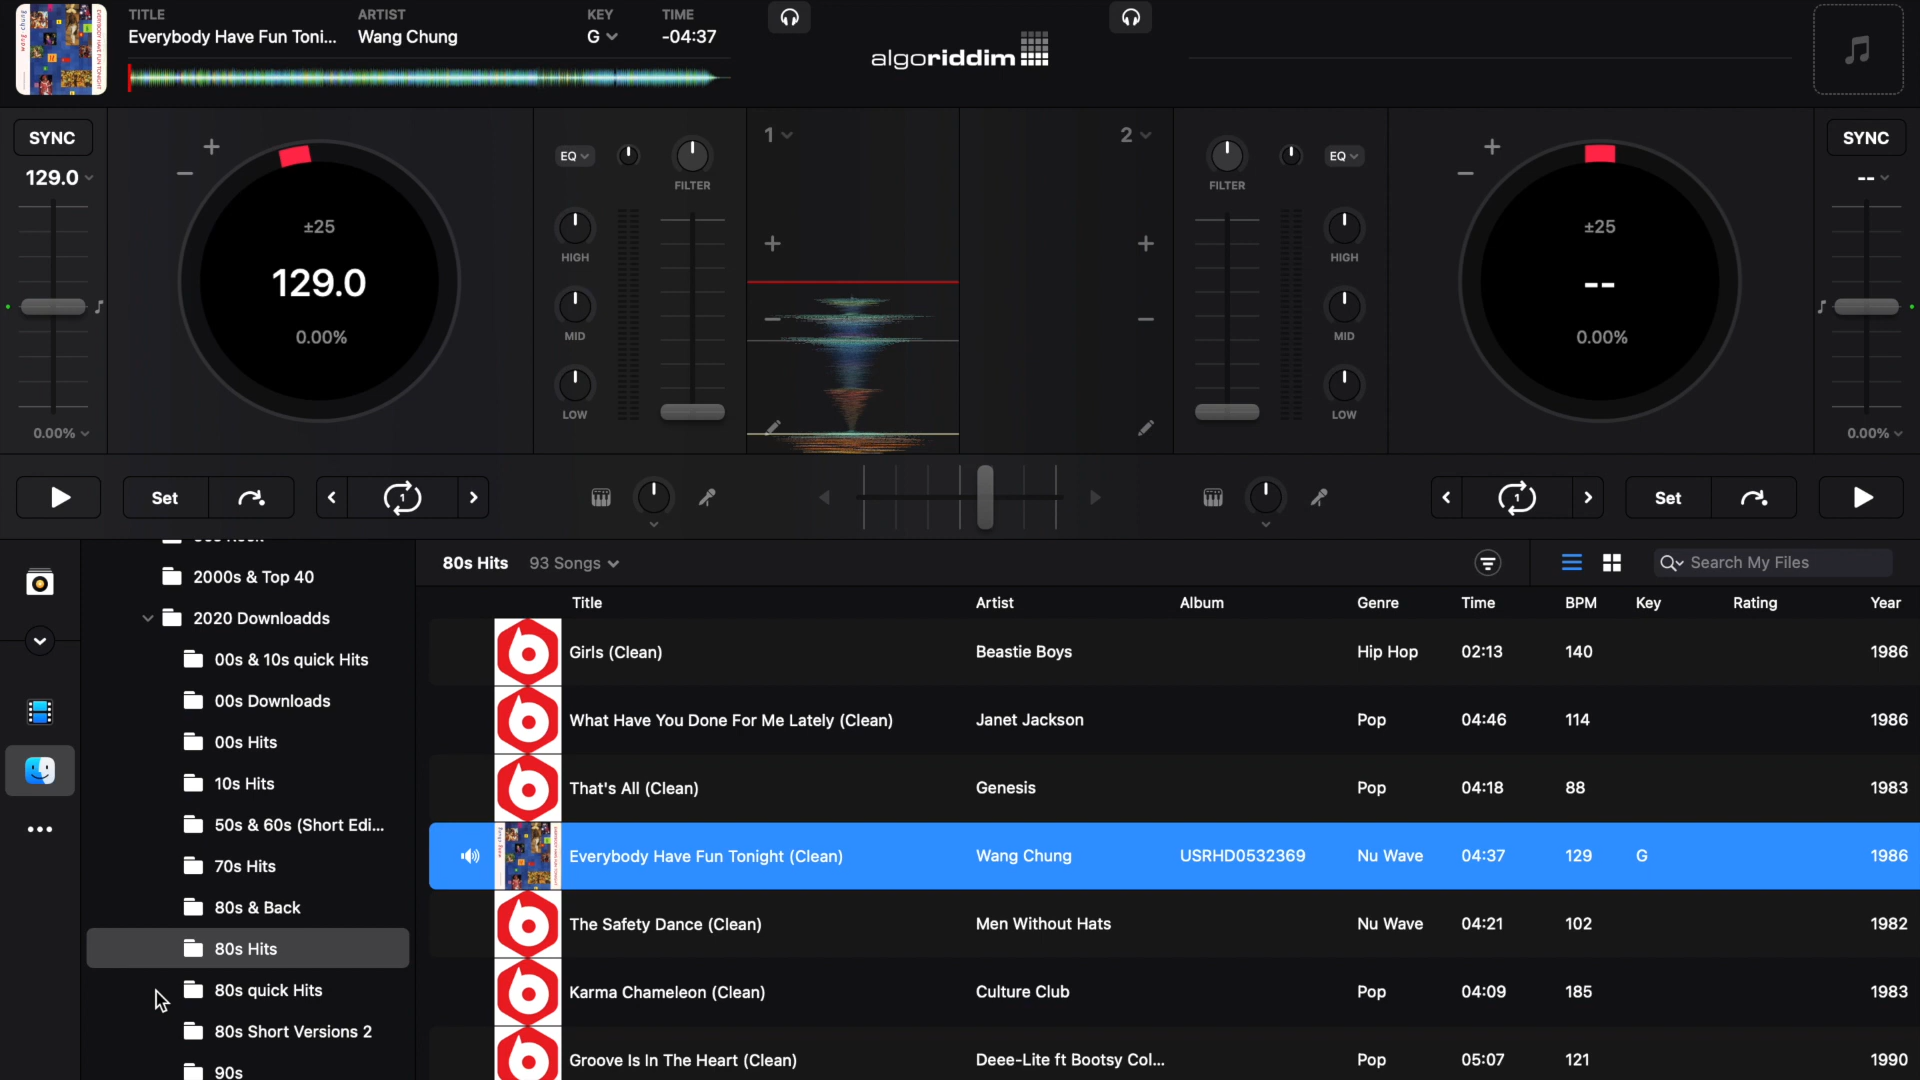 TITLE ARTIST KEY TIME
Everybody Have Fun Toni... Wang Chung G -04:37
algoriddim
SYNC
129.0
±25
129.0
0.00%
0.00%
EQ
FILTER
HIGH
MID
LOW
1
2
FILTER
EQ
HIGH
MID
LOW
±25
--
0.00%
SYNC
--
0.00%
Set
1
1
Set
2000s & Top 40
2020 Downloadds
00s & 10s quick Hits
00s Downloads
00s Hits
10s Hits
50s & 60s (Short Edi...
70s Hits
80s & Back
80s Hits
80s quick Hits
80s Short Versions 2
90s
80s Hits 93 Songs
Search My Files
Title Artist Album Genre Time BPM Key Rating Year
Girls (Clean) Beastie Boys Hip Hop 02:13 140 1986
What Have You Done For Me Lately (Clean) Janet Jackson Pop 04:46 114 1986
That's All (Clean) Genesis Pop 04:18 88 1983
Everybody Have Fun Tonight (Clean) Wang Chung USRHD0532369 Nu Wave 04:37 129 G 1986
The Safety Dance (Clean) Men Without Hats Nu Wave 04:21 102 1982
Karma Chameleon (Clean) Culture Club Pop 04:09 185 1983
Groove Is In The Heart (Clean) Deee-Lite ft Bootsy Col... Pop 05:07 121 1990